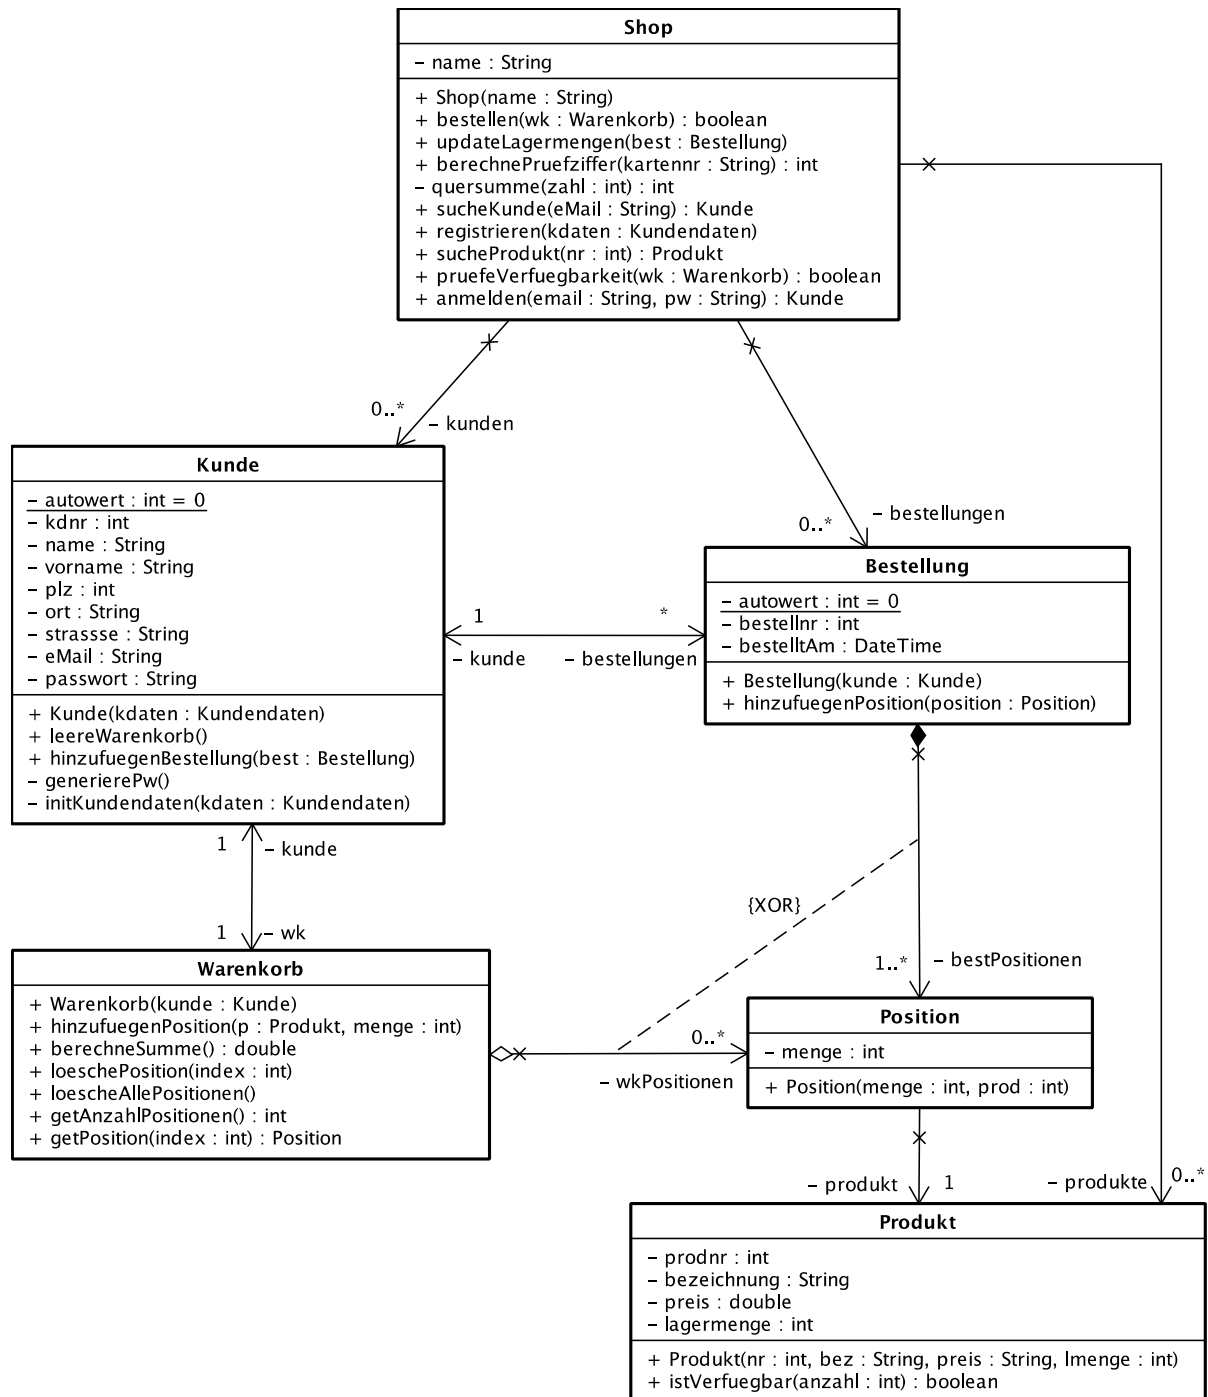 Shop
– name : String
+ Shop(name : String)
+ bestellen(wk : Warenkorb) : boolean
+ updateLagermengen(best : Bestellung)
+ berechnePruefziffer(kartennr : String) : int
– quersumme(zahl : int) : int
+ sucheKunde(eMail : String) : Kunde
+ registrieren(kdaten : Kundendaten)
+ sucheProdukt(nr : int) : Produkt
+ pruefeVerfuegbarkeit(wk : Warenkorb) : boolean
+ anmelden(email : String, pw : String) : Kunde
0..*
– kunden
0..*
– bestellungen
Kunde
– autowert : int = 0
– kdnr : int
– name : String
– vorname : String
– plz : int
– ort : String
– strassse : String
– eMail : String
– passwort : String
+ Kunde(kdaten : Kundendaten)
+ leereWarenkorb()
+ hinzufuegenBestellung(best : Bestellung)
– generierePw()
– initKundendaten(kdaten : Kundendaten)
1
– kunde
*
– bestellungen
Bestellung
– autowert : int = 0
– bestellnr : int
– bestelltAm : DateTime
+ Bestellung(kunde : Kunde)
+ hinzufuegenPosition(position : Position)
1
– kunde
1
– wk
{XOR}
1..*
– bestPositionen
Warenkorb
+ Warenkorb(kunde : Kunde)
+ hinzufuegenPosition(p : Produkt, menge : int)
+ berechneSumme() : double
+ loeschePosition(index : int)
+ loescheAllePositionen()
+ getAnzahlPositionen() : int
+ getPosition(index : int) : Position
0..*
– wkPositionen
Position
– menge : int
+ Position(menge : int, prod : int)
– produkt
1
– produkte
0..*
Produkt
– prodnr : int
– bezeichnung : String
– preis : double
– lagermenge : int
+ Produkt(nr : int, bez : String, preis : String, lmenge : int)
+ istVerfuegbar(anzahl : int) : boolean